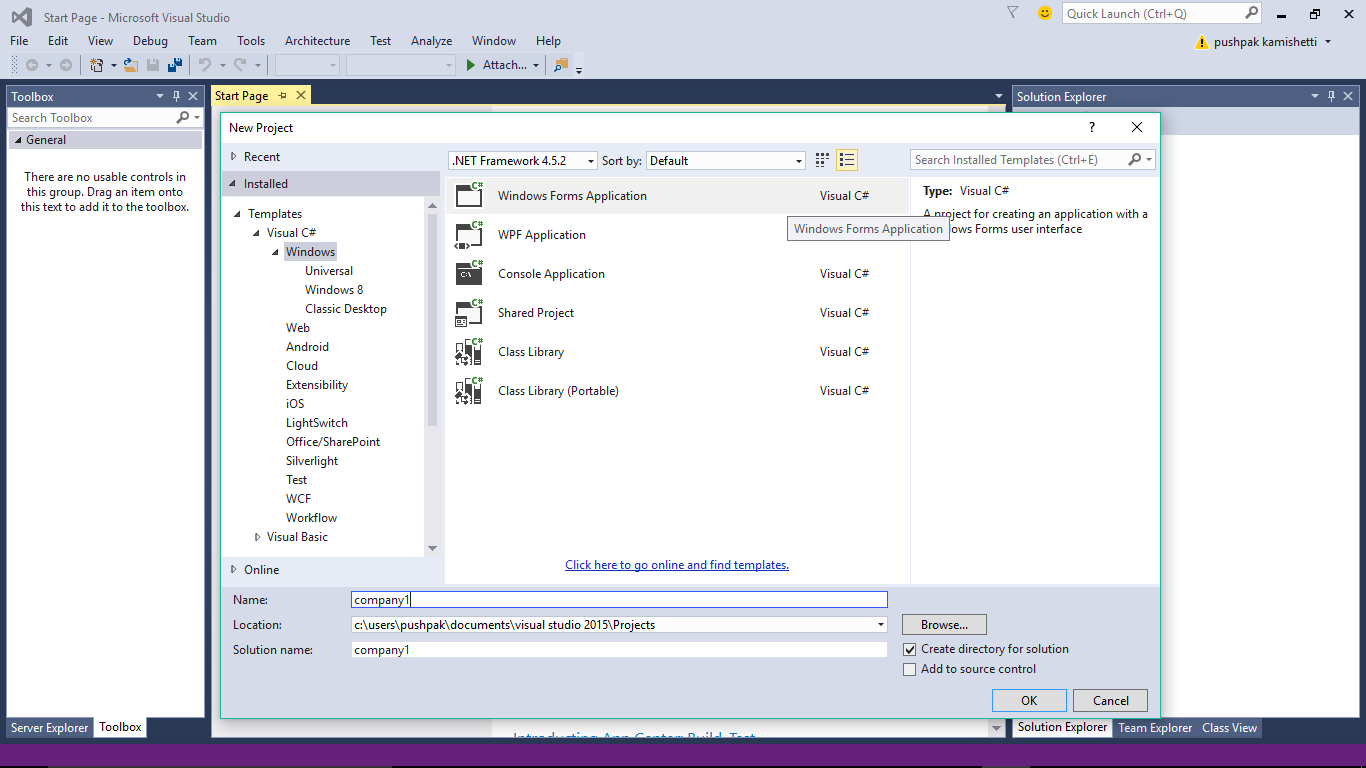 Start Page - Microsoft Visual Studio
Quick Launch (Ctrl+Q)
File Edit View Debug Team Tools Architecture Test Analyze Window Help
pushpak kamishetti
Attach...
Toolbox
Search Toolbox
General
There are no usable controls in
this group. Drag an item onto
this text to add it to the toolbox.
Server Explorer Toolbox
Start Page
Solution Explorer
New Project
?
Recent
Installed
Templates
Visual C#
Windows
Universal
Windows 8
Classic Desktop
Web
Android
Cloud
Extensibility
iOS
LightSwitch
Office/SharePoint
Silverlight
Test
WCF
Workflow
Visual Basic
Online
.NET Framework 4.5.2 Sort by: Default
Search Installed Templates (Ctrl+E)
C# Windows Forms Application Visual C#
C# WPF Application
C# Console Application Visual C#
C# Shared Project Visual C#
C# Class Library Visual C#
C# Class Library (Portable) Visual C#
Windows Forms Application
Type: Visual C#
A project for creating an application with a
Forms user interface
Click here to go online and find templates.
Name: company1
Location: c:\users\pushpak\documents\visual studio 2015\Projects Browse...
Solution name: company1
Create directory for solution
Add to source control
OK Cancel
Introducing App Center: Build, Test
Solution Explorer Team Explorer Class View